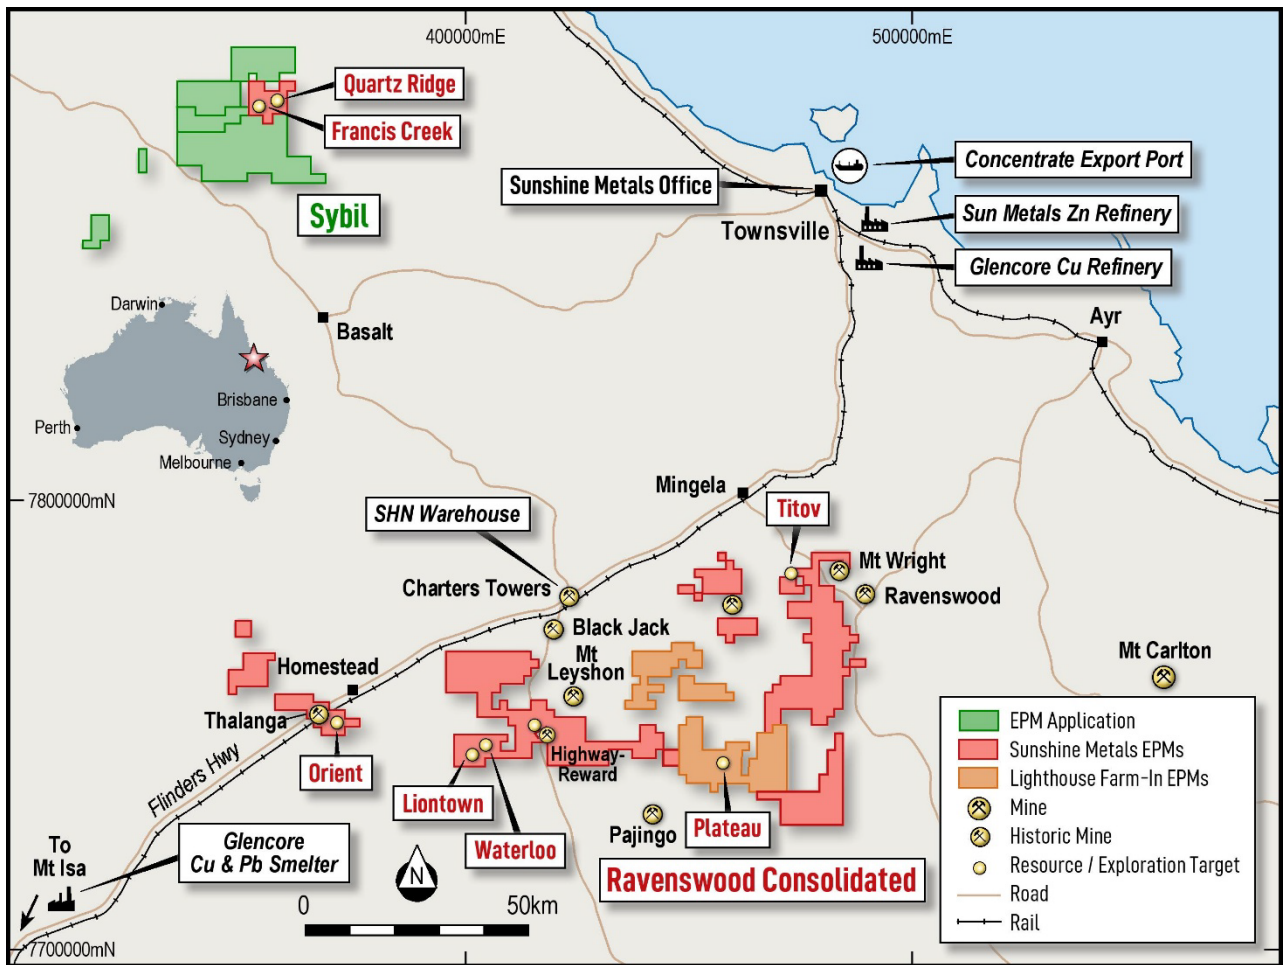 400000mE
500000mE
Quartz Ridge
Francis Creek
Sybil
Sunshine Metals Office
Concentrate Export Port
Sun Metals Zn Refinery
Glencore Cu Refinery
Townsville
Ayr
Basalt
Darwin
Brisbane
Perth
Sydney
Melbourne
7800000mN
Mingela
SHN Warehouse
Titov
Charters Towers
Mt Wright
Ravenswood
Black Jack
Mt
Leyshon
Mt Carlton
Homestead
Thalanga
Orient
Flinders Hwy
Highway-
Reward
Liontown
Waterloo
Pajingo
Plateau
Ravenswood Consolidated
To
Mt Isa
Glencore
Cu & Pb Smelter
N
0 50km
7700000mN
EPM Application
Sunshine Metals EPMs
Lighthouse Farm-In EPMs
Mine
Historic Mine
Resource / Exploration Target
Road
Rail